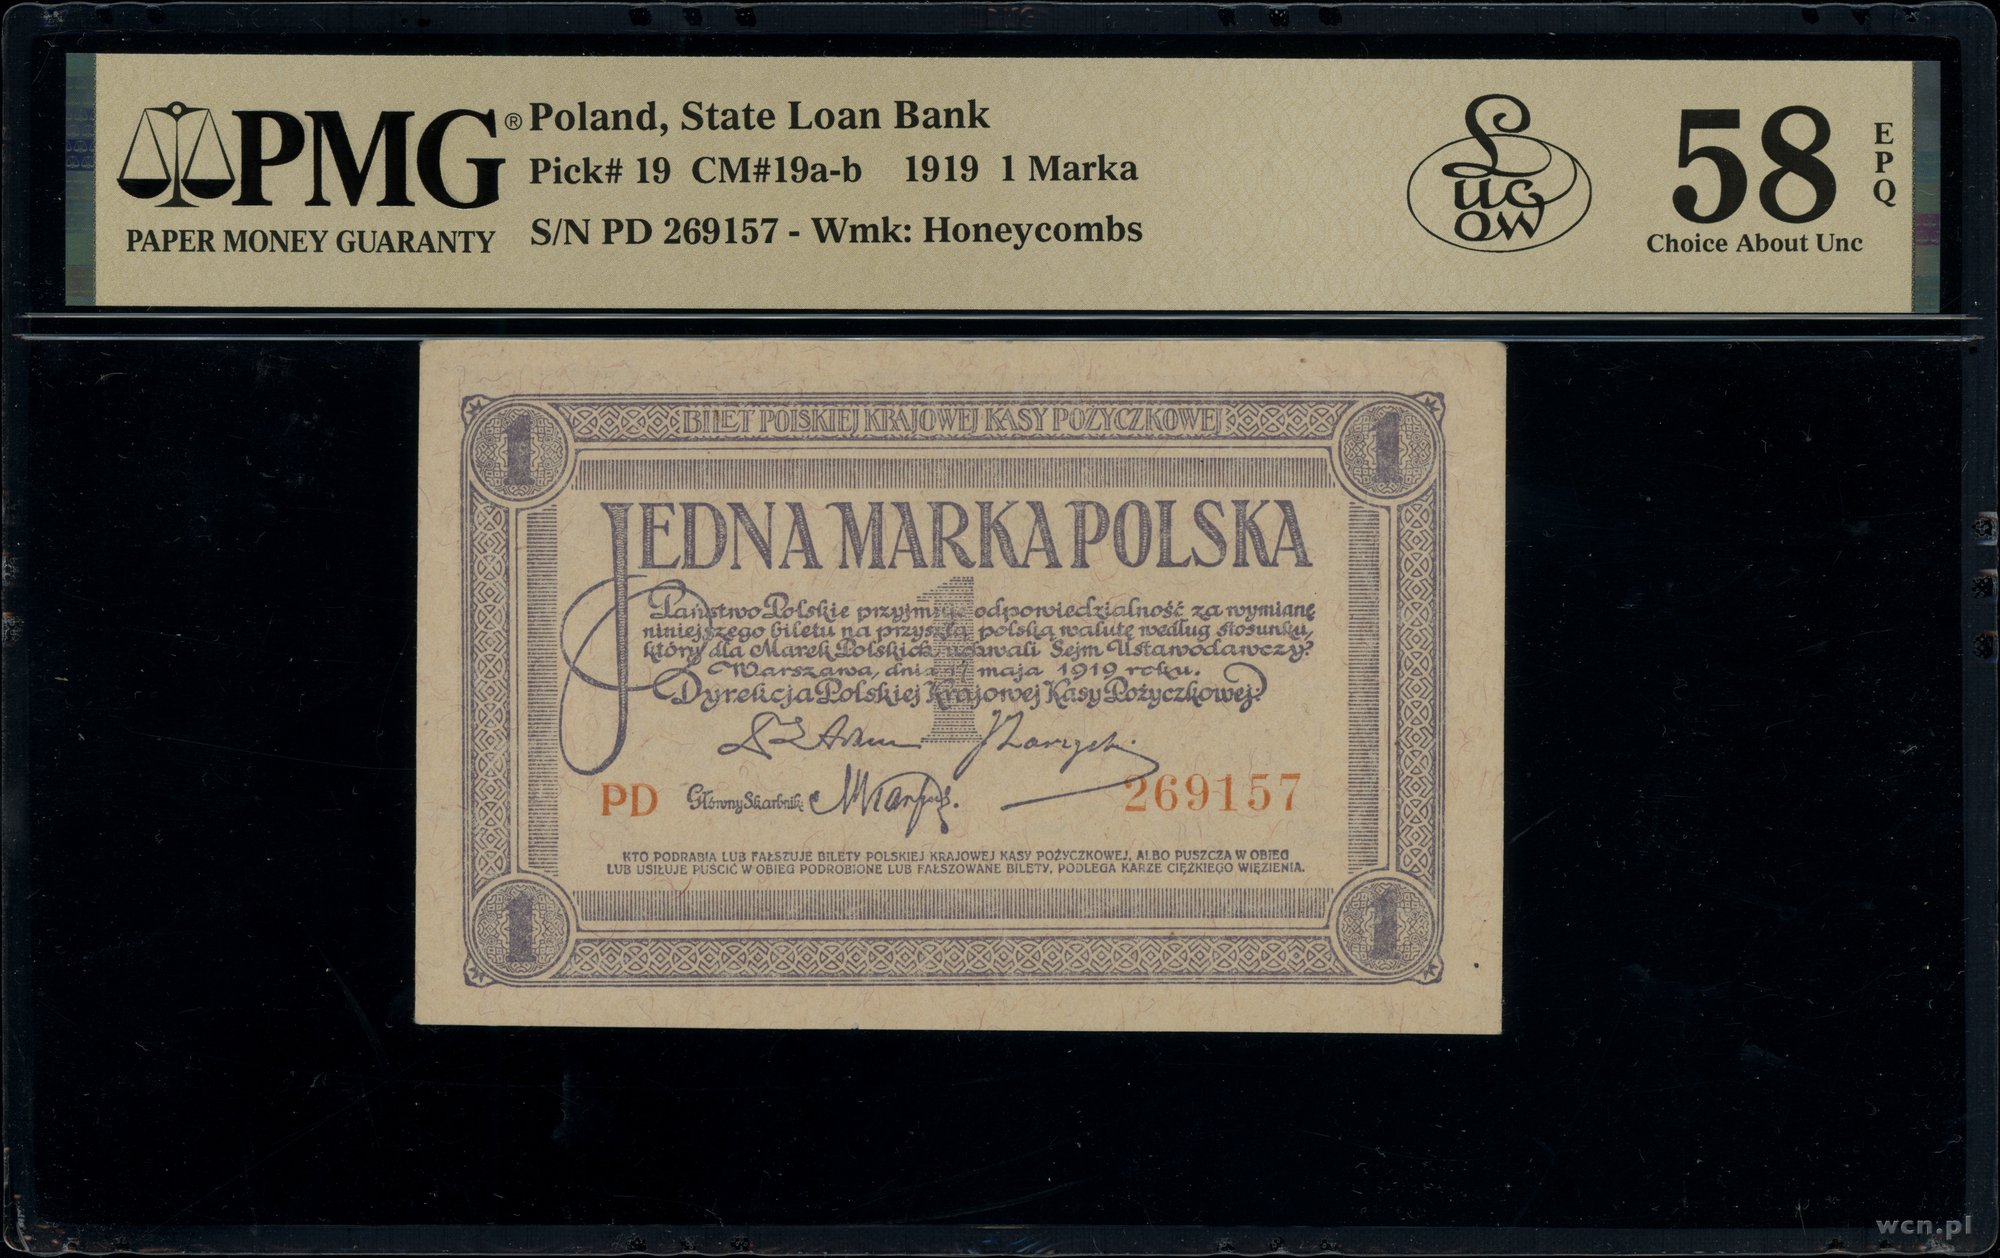 PMG®
PAPER MONEY GUARANTY
Poland, State Loan Bank
Pick# 19 CM#19a-b 1919 1 Marka
S/N PD 269157 - Wmk: Honeycombs
Lucow
58
EPQ
Choice About Unc
BILET POLSKIEJ KRAJOWEJ KASY POŻYCZKOWEJ
1 1
JEDNA MARKA POLSKA
1
Państwo Polskie przyjmuje odpowiedzialność za wymianę
niniejszego biletu na przyszłą polską walutę według stosunku,
który dla Marek Polskich uchwali Sejm Ustawodawczy.
Warszawa, dnia 17 maja 1919 roku.
Dyrekcja Polskiej Krajowej Kasy Pożyczkowej:
PD Główny Skarbnik: 269157
KTO PODRABIA LUB FAŁSZUJE BILETY POLSKIEJ KRAJOWEJ KASY POŻYCZKOWEJ, ALBO PUSZCZA W OBIEG
LUB USIŁUJE PUŚCIĆ W OBIEG PODROBIONE LUB FAŁSZOWANE BILETY, PODLEGA KARZE CIĘŻKIEGO WIĘZIENIA.
1 1
wcn.pl